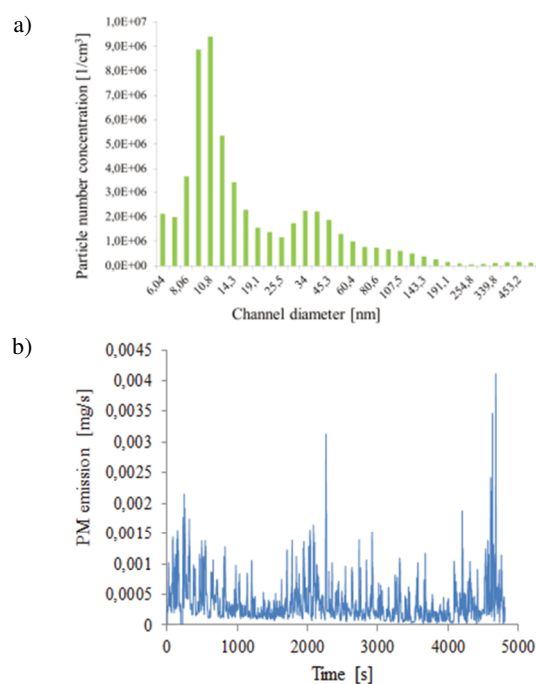 a)
Particle number concentration [1/cm³]
1,0E+07
9,0E+06
8,0E+06
7,0E+06
6,0E+06
5,0E+06
4,0E+06
3,0E+06
2,0E+06
1,0E+06
0,0E+00
6,04 8,06 10,8 14,3 19,1 25,5 34 45,3 60,4 80,6 107,5 143,3 191,1 254,8 339,8 453,2
Channel diameter [nm]
b)
PM emission [mg/s]
0,0045
0,004
0,0035
0,003
0,0025
0,002
0,0015
0,001
0,0005
0
0 1000 2000 3000 4000 5000
Time [s]